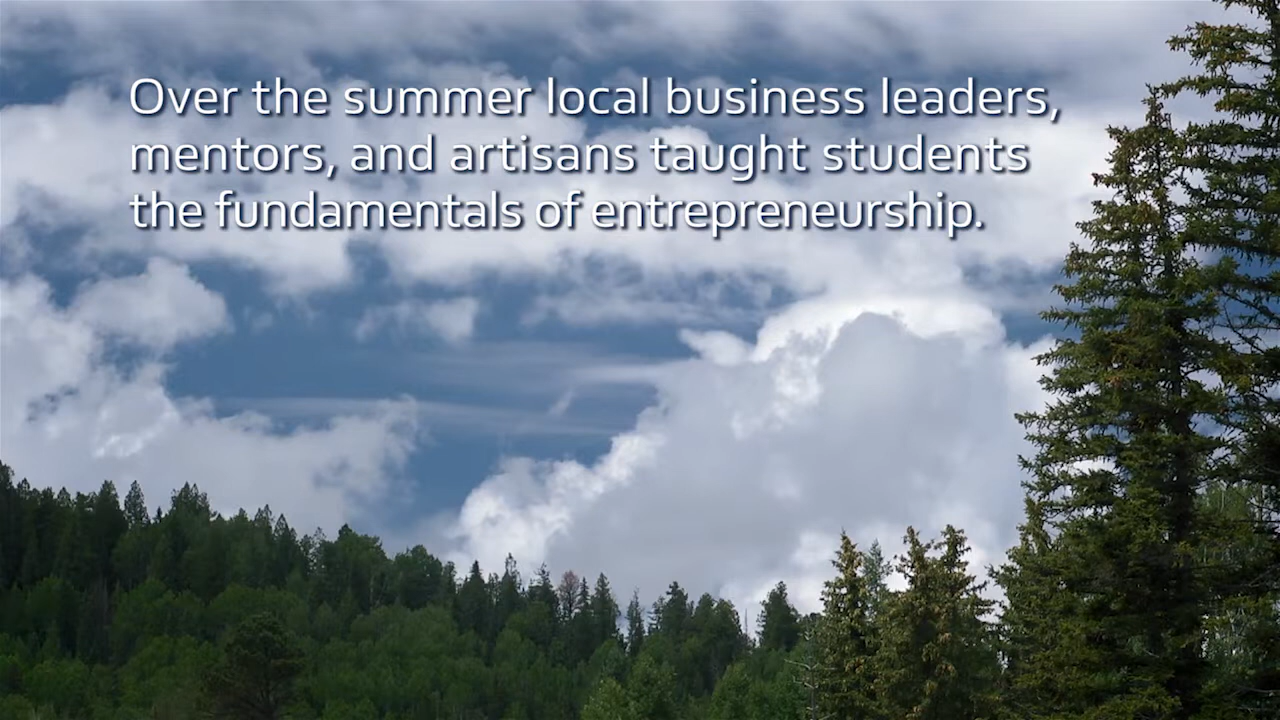 Over the summer local business leaders,
mentors, and artisans taught students
the fundamentals of entrepreneurship.